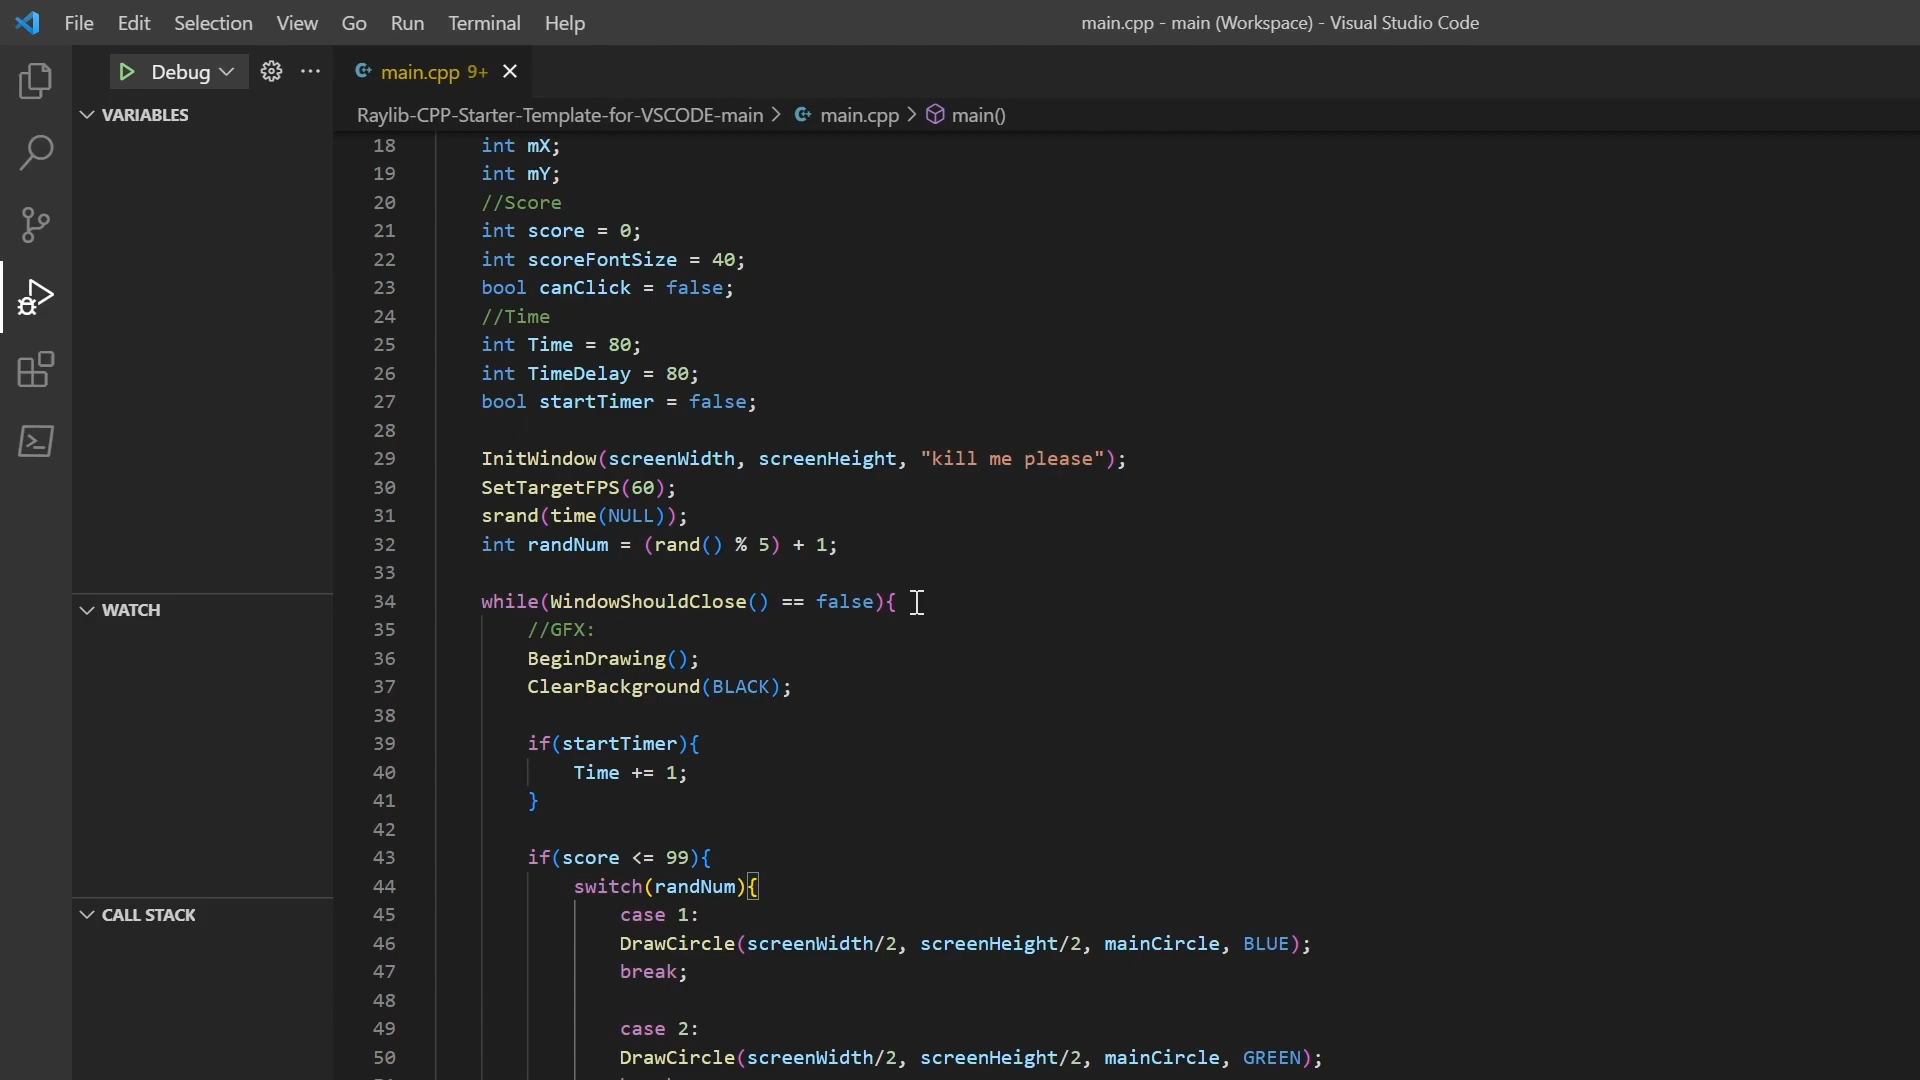 File Edit Selection View Go Run Terminal Help
main.cpp - main (Workspace) - Visual Studio Code
Debug
main.cpp 9+
VARIABLES
Raylib-CPP-Starter-Template-for-VSCODE-main > main.cpp > main()
18 int mX;
19 int mY;
20 //Score
21 int score = 0;
22 int scoreFontSize = 40;
23 bool canClick = false;
24 //Time
25 int Time = 80;
26 int TimeDelay = 80;
27 bool startTimer = false;
28
29 InitWindow(screenWidth, screenHeight, "kill me please");
30 SetTargetFPS(60);
31 srand(time(NULL));
32 int randNum = (rand() % 5) + 1;
33
34 while(WindowShouldClose() == false){
35 //GFX:
36 BeginDrawing();
37 ClearBackground(BLACK);
38
39 if(startTimer){
40 Time += 1;
41 }
42
43 if(score <= 99){
44 switch(randNum){
45 case 1:
46 DrawCircle(screenWidth/2, screenHeight/2, mainCircle, BLUE);
47 break;
48
49 case 2:
50 DrawCircle(screenWidth/2, screenHeight/2, mainCircle, GREEN);
WATCH
CALL STACK